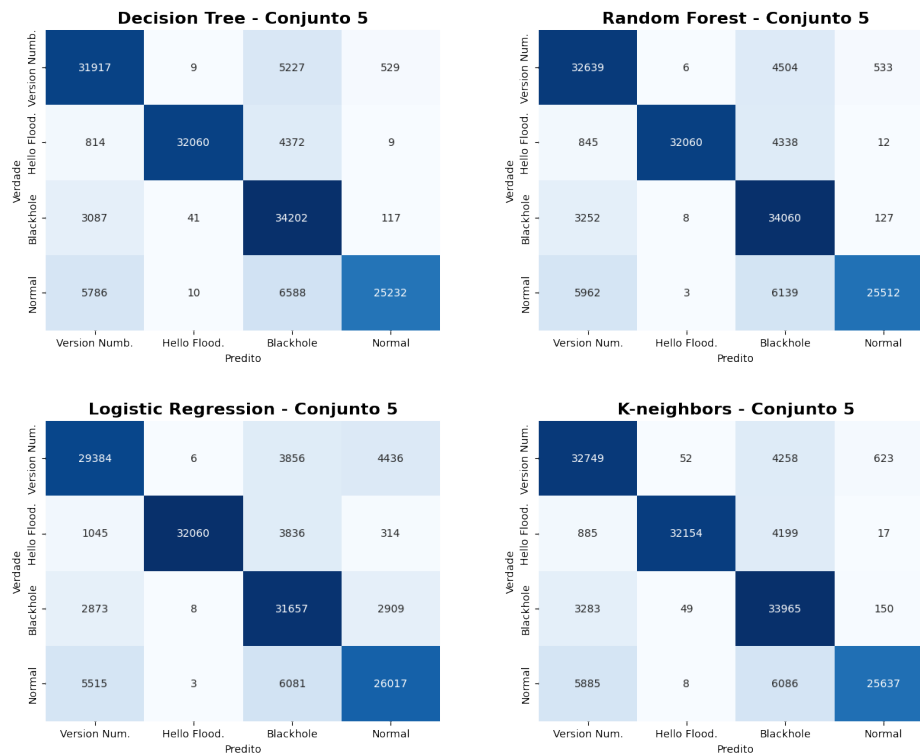 Decision Tree - Conjunto 5
Verdade
Version Numb.
31917 9 5227 529
Hello Flood.
814 32060 4372 9
Blackhole
3087 41 34202 117
Normal
5786 10 6588 25232
Version Numb. Hello Flood. Blackhole Normal
Predito
Random Forest - Conjunto 5
Verdade
Version Num.
32639 6 4504 533
Hello Flood.
845 32060 4338 12
Blackhole
3252 8 34060 127
Normal
5962 3 6139 25512
Version Num. Hello Flood. Blackhole Normal
Predito
Logistic Regression - Conjunto 5
Verdade
Version Num.
29384 6 3856 4436
Hello Flood.
1045 32060 3836 314
Blackhole
2873 8 31657 2909
Normal
5515 3 6081 26017
Version Num. Hello Flood. Blackhole Normal
Predito
K-neighbors - Conjunto 5
Verdade
Version Num.
32749 52 4258 623
Hello Flood.
885 32154 4199 17
Blackhole
3283 49 33965 150
Normal
5885 8 6086 25637
Version Num. Hello Flood. Blackhole Normal
Predito